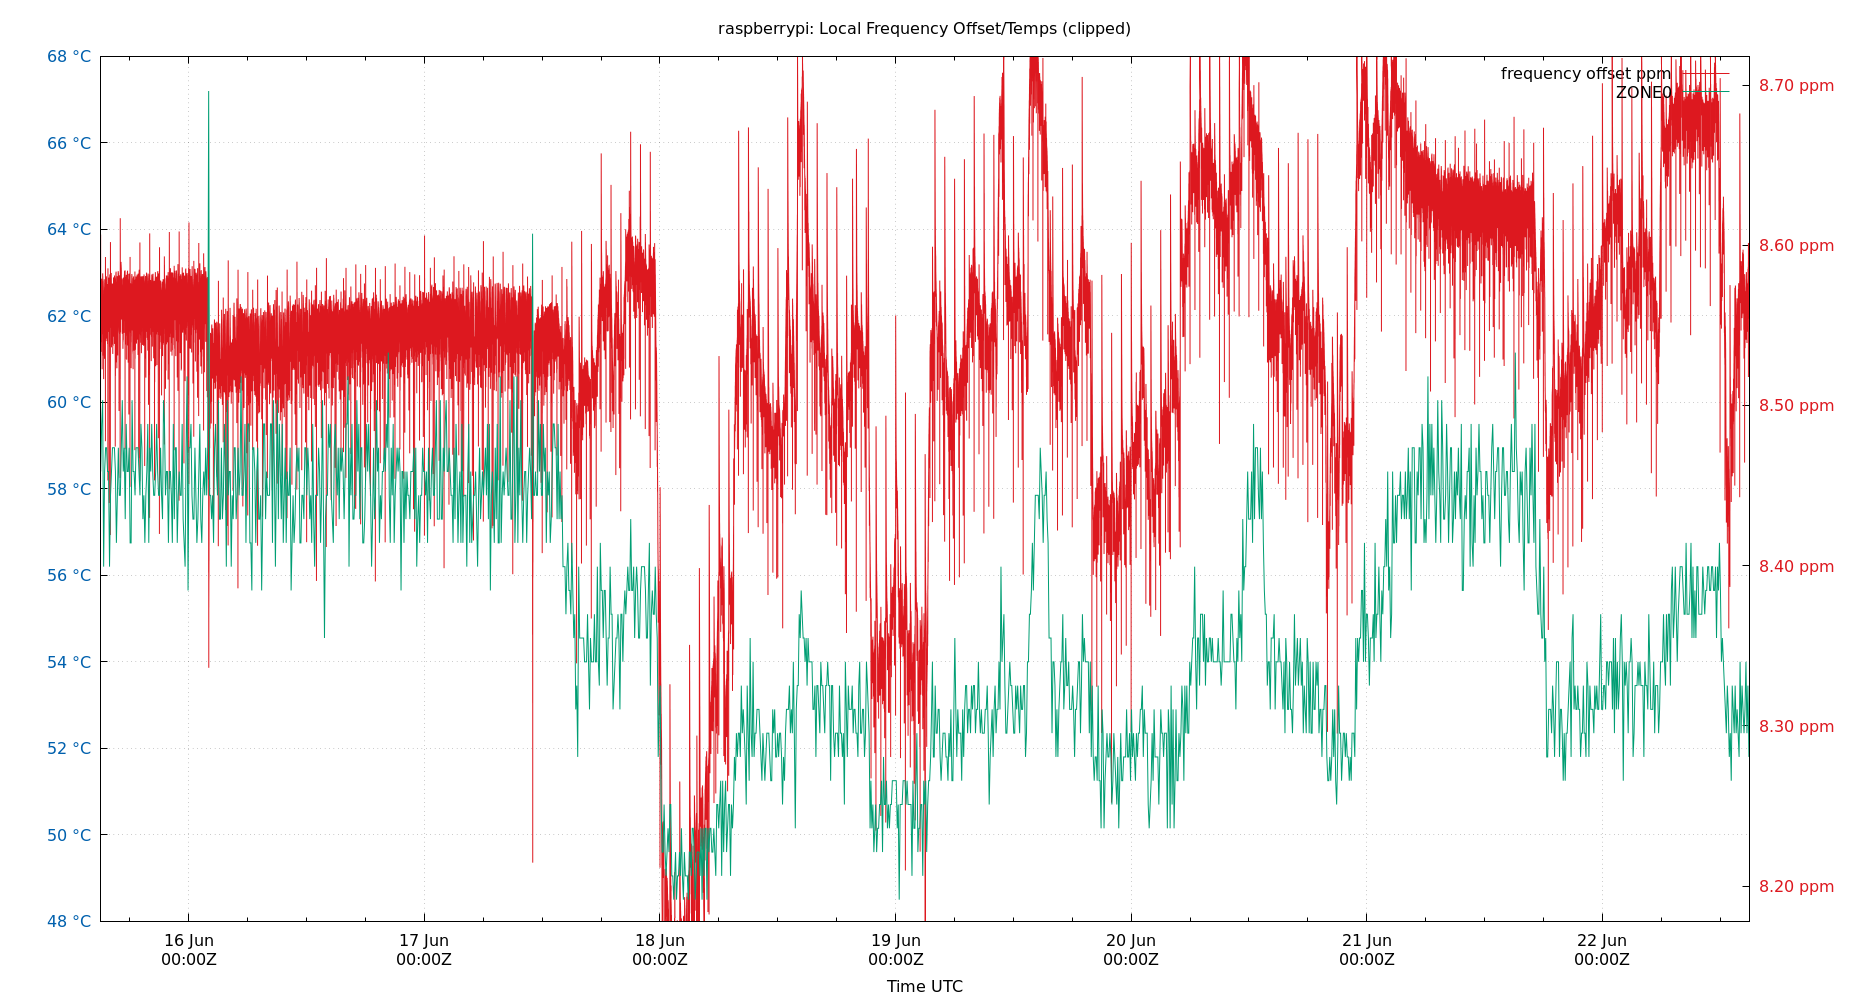 raspberrypi: Local Frequency Offset/Temps (clipped)
68 °C
66 °C
64 °C
62 °C
60 °C
58 °C
56 °C
54 °C
52 °C
50 °C
48 °C
frequency offset ppm
ZONE0
8.70 ppm
8.60 ppm
8.50 ppm
8.40 ppm
8.30 ppm
8.20 ppm
16 Jun
00:00Z
17 Jun
00:00Z
18 Jun
00:00Z
19 Jun
00:00Z
20 Jun
00:00Z
21 Jun
00:00Z
22 Jun
00:00Z
Time UTC